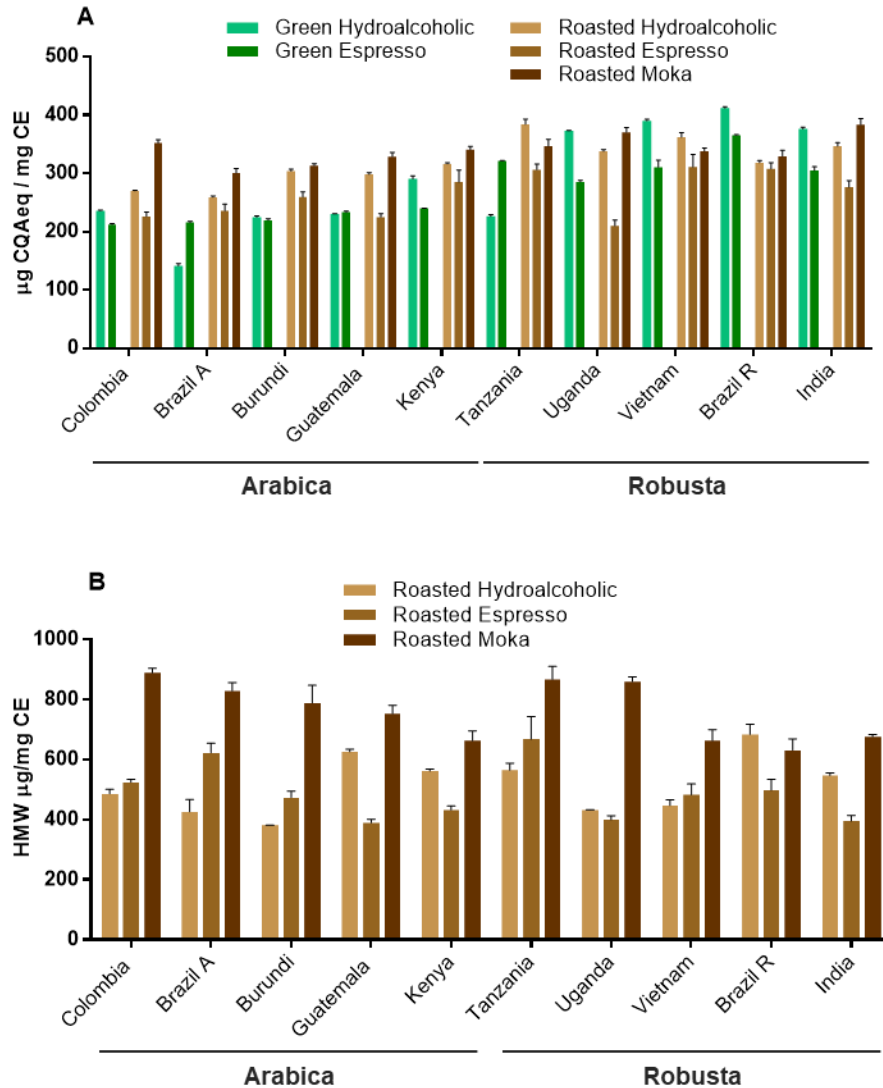 A
Green Hydroalcoholic
Green Espresso
Roasted Hydroalcoholic
Roasted Espresso
Roasted Moka
µg CQAeq / mg CE
500
400
300
200
100
0
Colombia
Brazil A
Burundi
Guatemala
Kenya
Tanzania
Uganda
Vietnam
Brazil R
India
Arabica
Robusta
B
Roasted Hydroalcoholic
Roasted Espresso
Roasted Moka
HMW µg/mg CE
1000
800
600
400
200
0
Colombia
Brazil A
Burundi
Guatemala
Kenya
Tanzania
Uganda
Vietnam
Brazil R
India
Arabica
Robusta